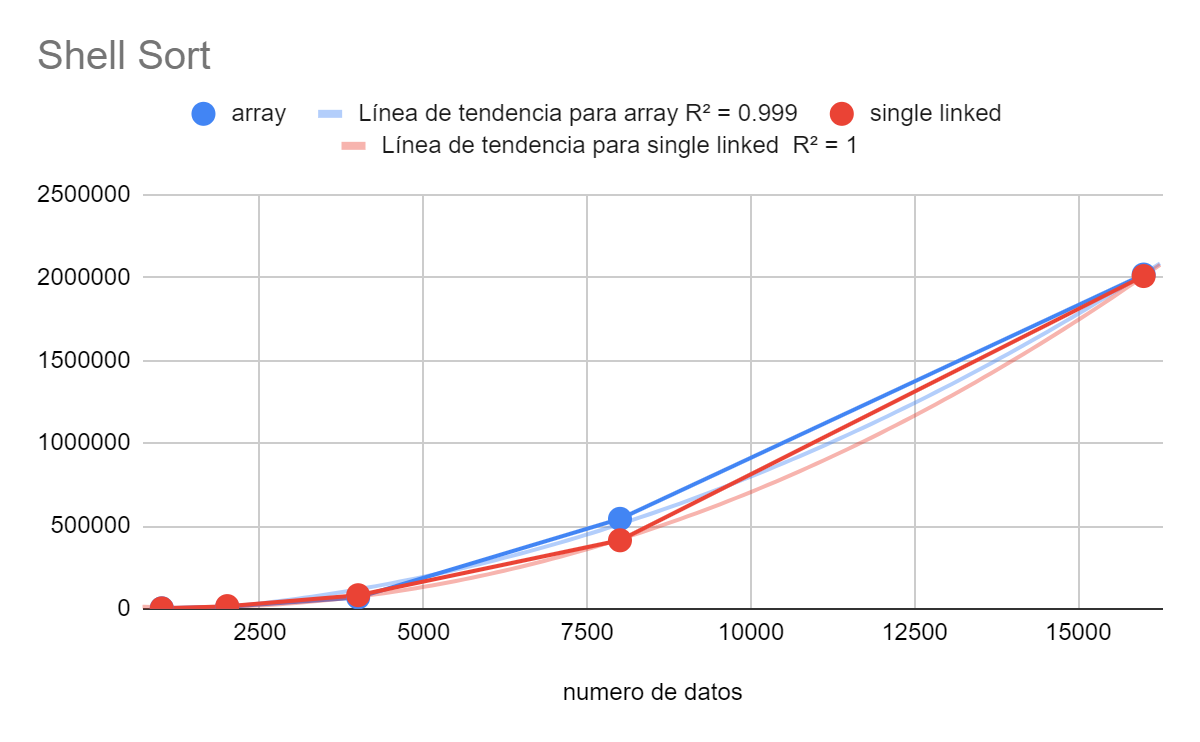 Shell Sort
array Línea de tendencia para array R² = 0.999 single linked
Línea de tendencia para single linked R² = 1
2500000
2000000
1500000
1000000
500000
0
2500 5000 7500 10000 12500 15000
numero de datos